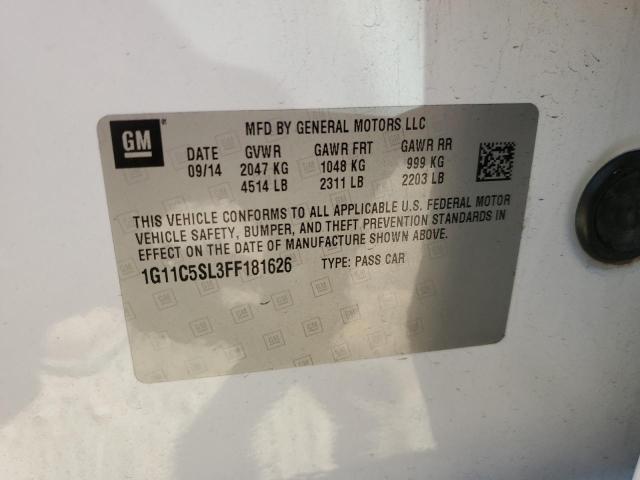 GM
MFD BY GENERAL MOTORS LLC
DATE GVWR GAWR FRT GAWR RR
09/14 2047 KG 1048 KG 999 KG
4514 LB 2311 LB 2203 LB
THIS VEHICLE CONFORMS TO ALL APPLICABLE U.S. FEDERAL MOTOR
VEHICLE SAFETY, BUMPER, AND THEFT PREVENTION STANDARDS IN
EFFECT ON THE DATE OF MANUFACTURE SHOWN ABOVE.
1G11C5SL3FF181626 TYPE: PASS CAR